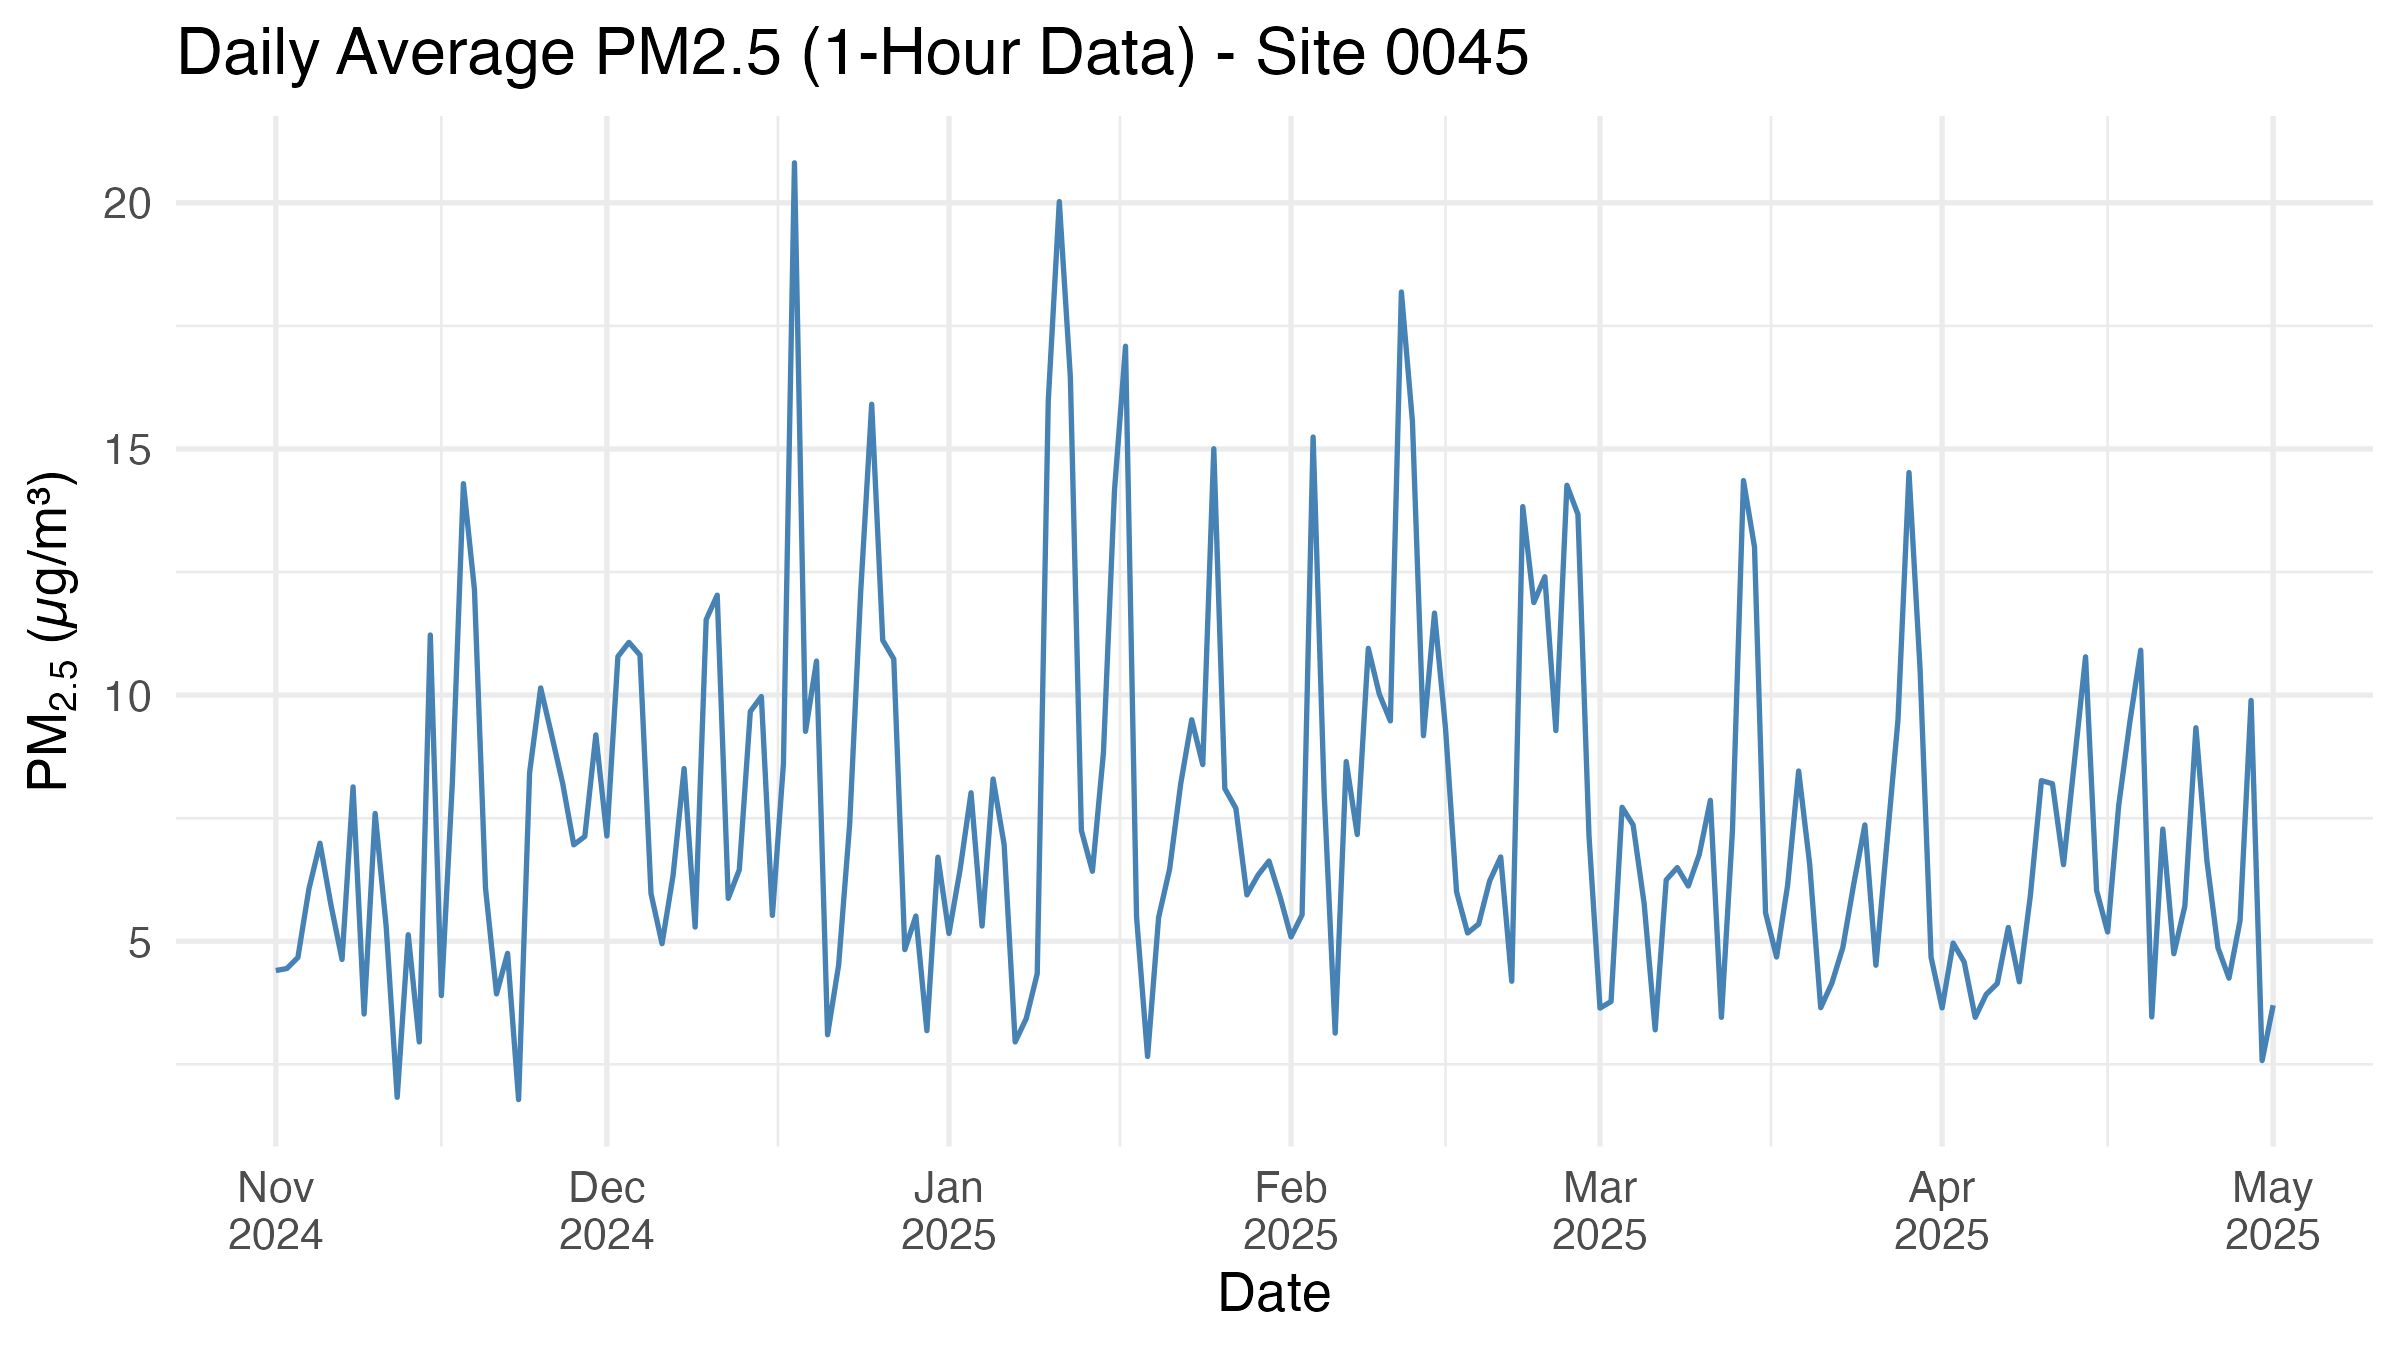 Daily Average PM2.5 (1-Hour Data) - Site 0045
PM₂.₅ (µg/m³)
20
15
10
5
Nov 2024
Dec 2024
Jan 2025
Feb 2025
Mar 2025
Apr 2025
May 2025
Date